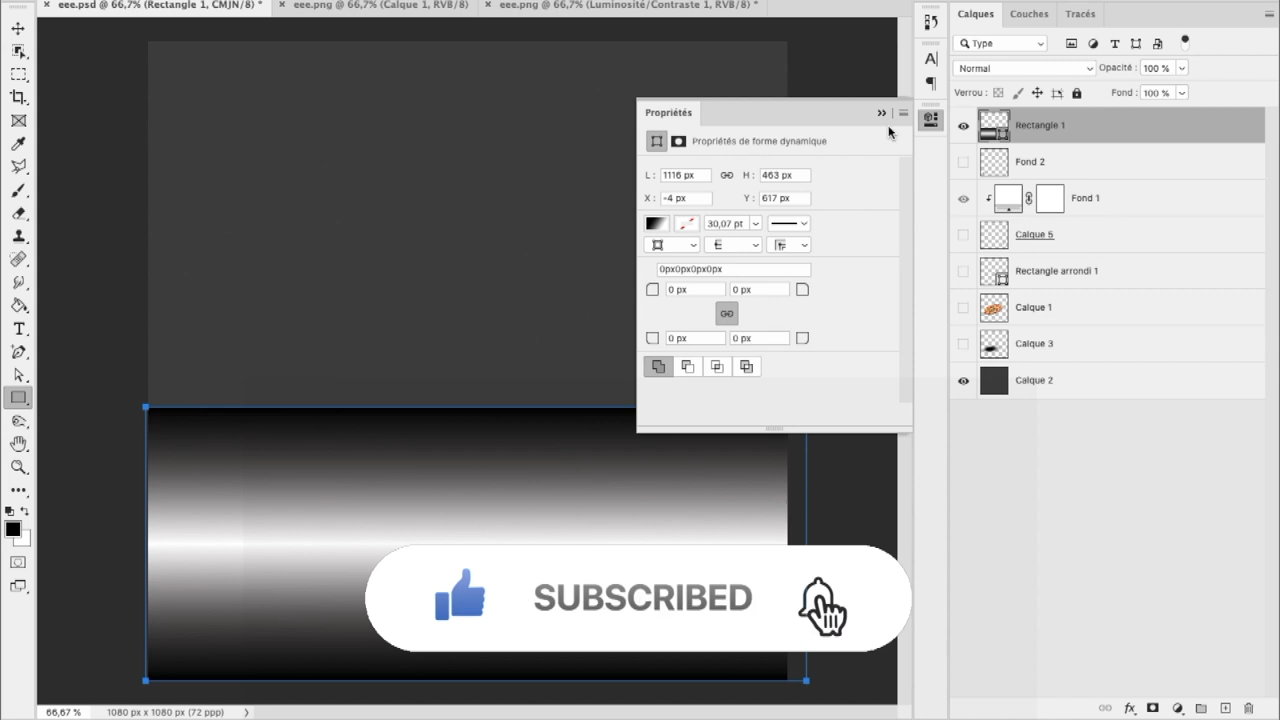 eee.psd @ 66,7% (Rectangle 1, CMJN/8) *
eee.png @ 66,7% (Calque 1, RVB/8)
eee.png @ 66,7% (Luminosité/Contraste 1, RVB/8) *
Calques
Couches
Tracés
Type
Normal
Opacité : 100 %
Verrou :
Fond : 100 %
Rectangle 1
Fond 2
Fond 1
Calque 5
Rectangle arrondi 1
Calque 1
Calque 3
Calque 2
Propriétés
Propriétés de forme dynamique
L : 1116 px
H : 463 px
X : -4 px
Y : 617 px
30,07 pt
0px0px0px0px
0 px
0 px
0 px
0 px
SUBSCRIBED
66,67 %
1080 px x 1080 px (72 ppp)